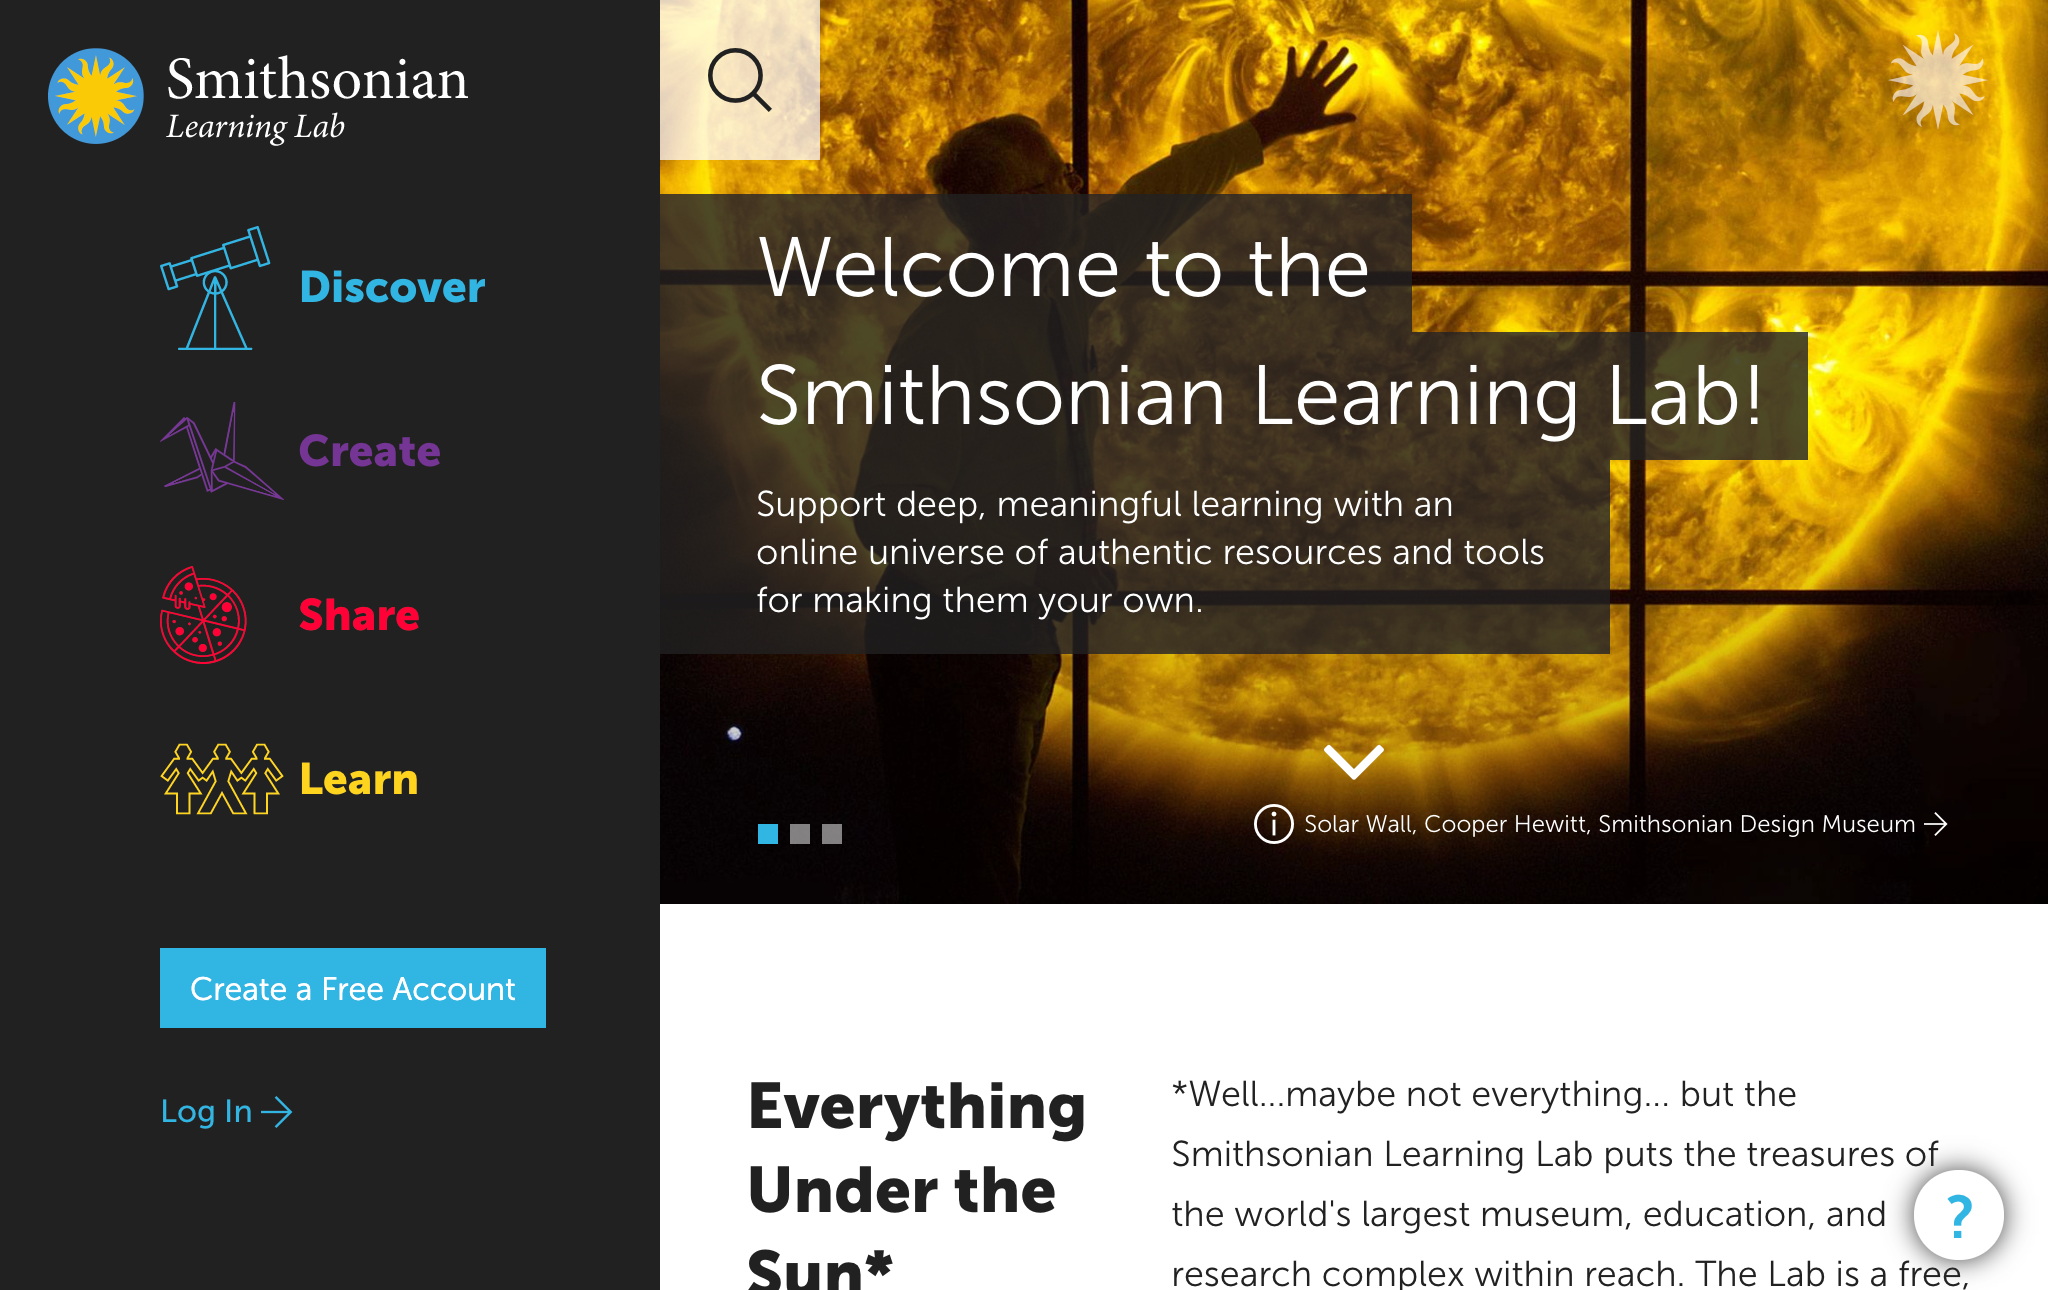 Smithsonian
Learning Lab
Discover
Create
Share
Learn
Create a Free Account
Log In
Welcome to the
Smithsonian Learning Lab!
Support deep, meaningful learning with an
online universe of authentic resources and tools
for making them your own.
i Solar Wall, Cooper Hewitt, Smithsonian Design Museum
Everything
Under the
Sun*
*Well...maybe not everything... but the
Smithsonian Learning Lab puts the treasures of
the world's largest museum, education, and
research complex within reach. The Lab is a free,
?